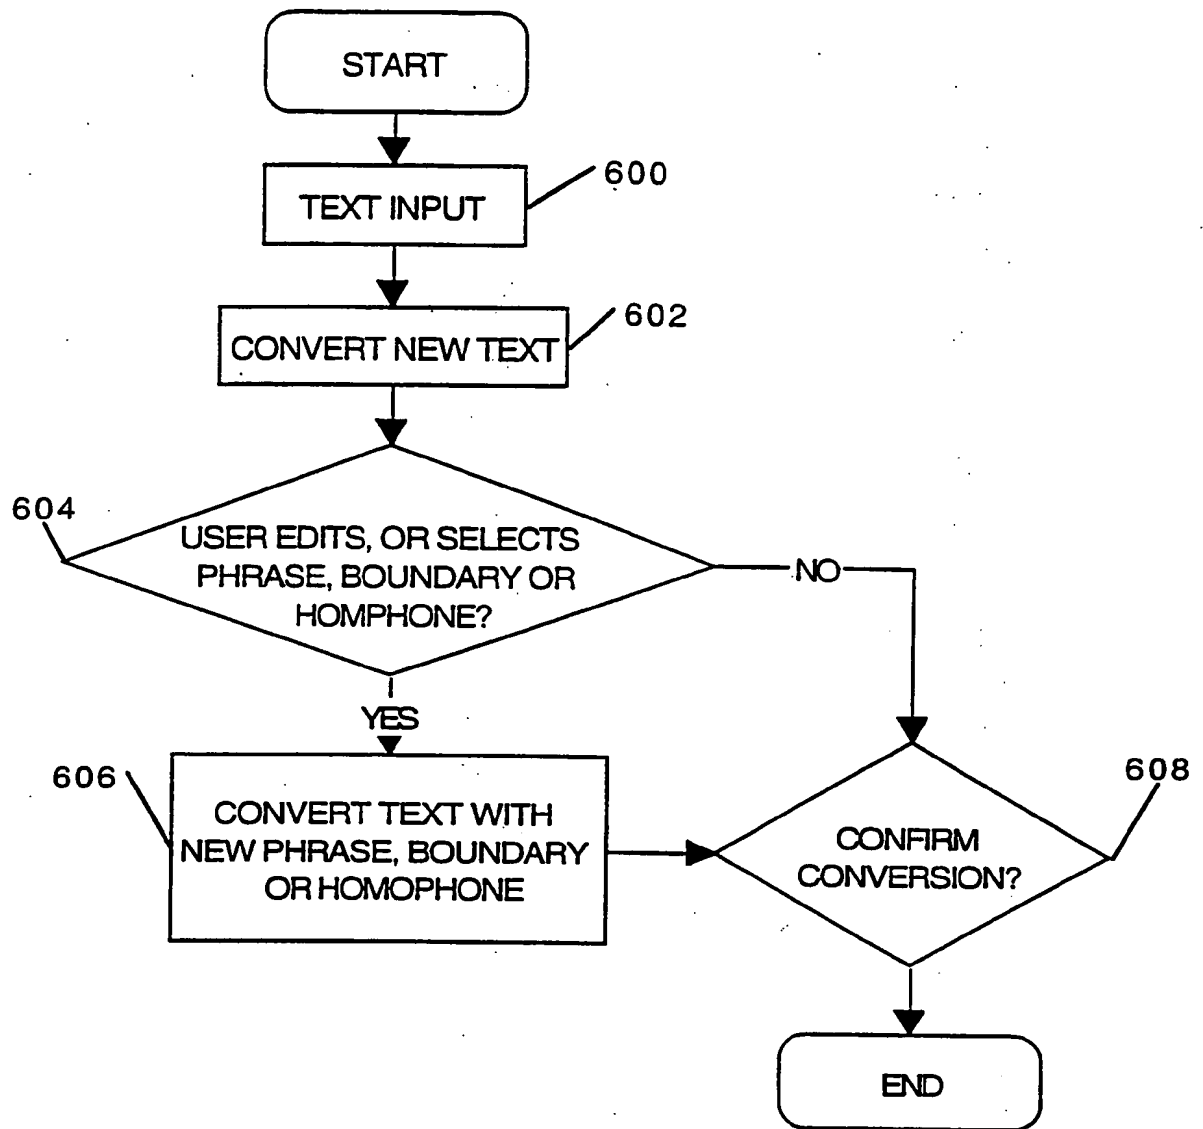 START
TEXT INPUT
600
CONVERT NEW TEXT
602
604
USER EDITS, OR SELECTS
PHRASE, BOUNDARY OR
HOMPHONE?
NO
YES
606
CONVERT TEXT WITH
NEW PHRASE, BOUNDARY
OR HOMOPHONE
608
CONFIRM
CONVERSION?
END